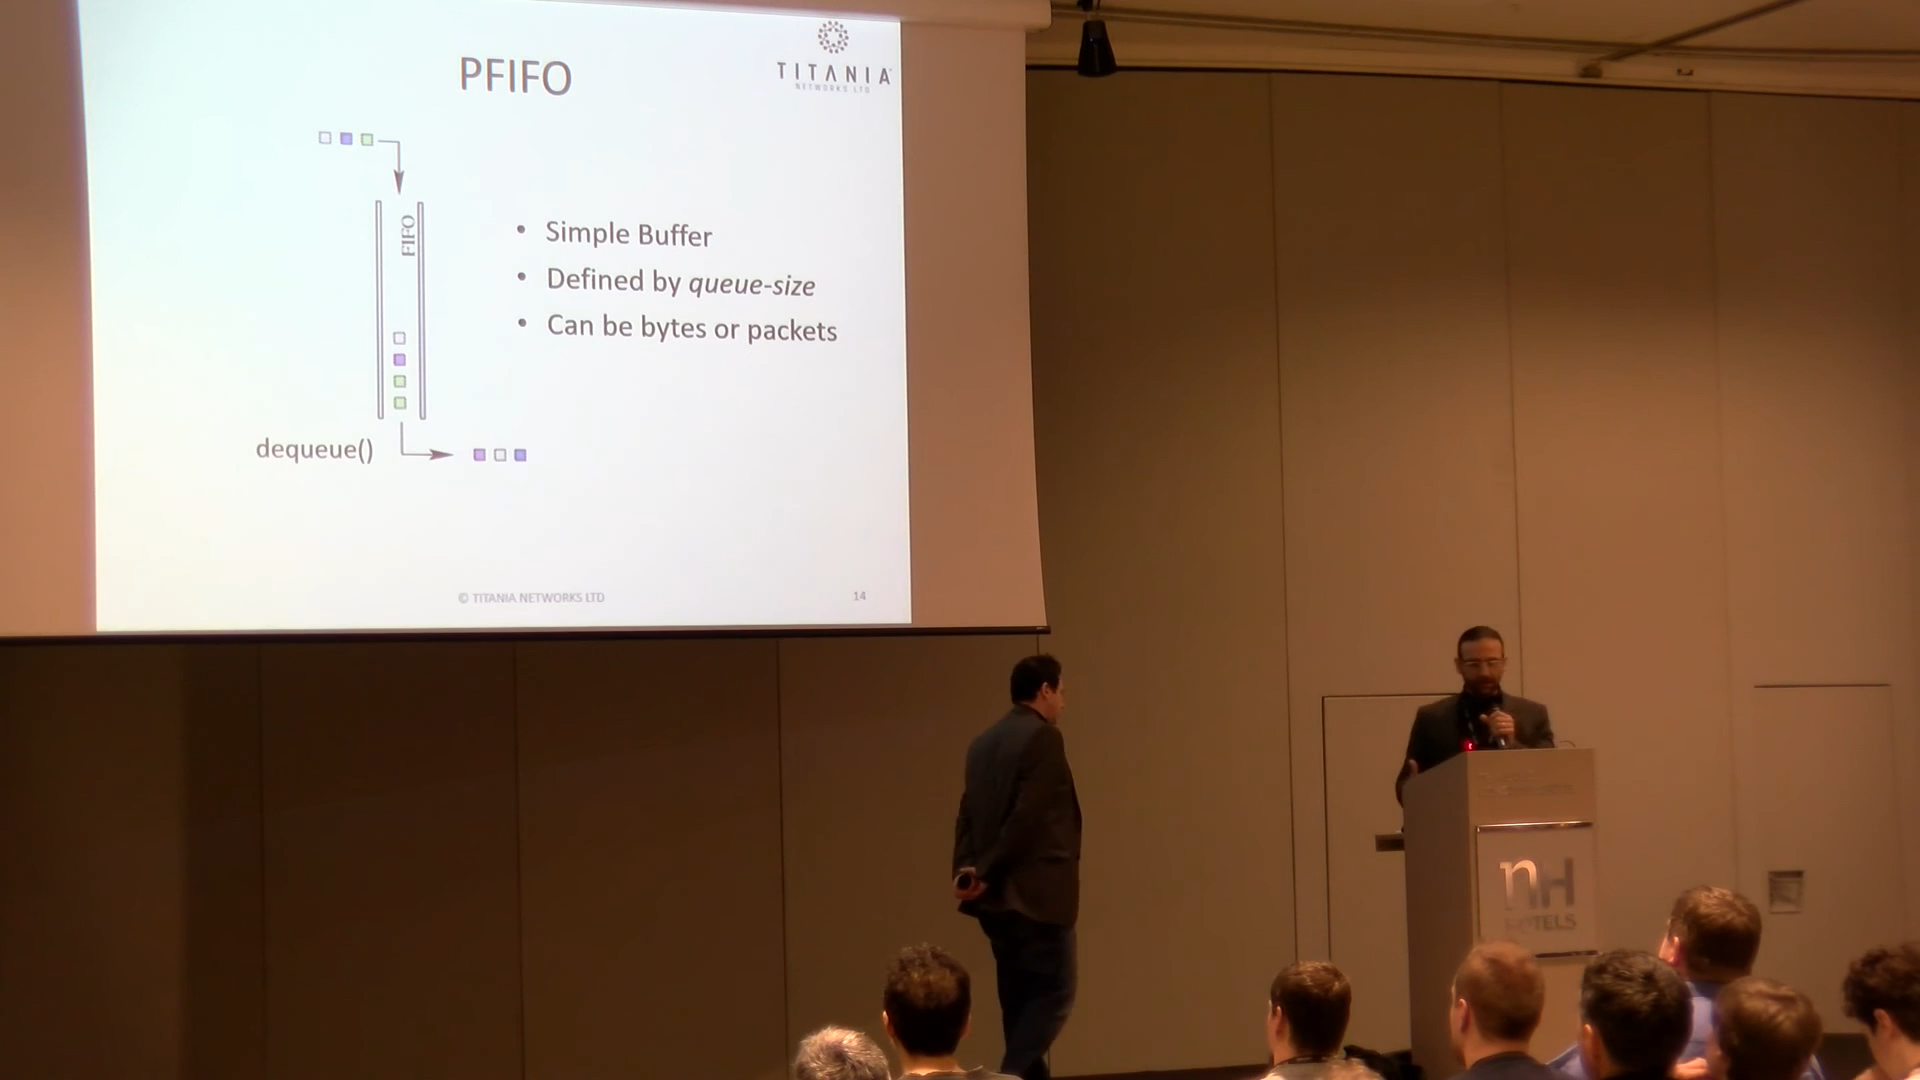 PFIFO
TITANIA
NETWORKS LTD
FIFO
• Simple Buffer
• Defined by queue-size
• Can be bytes or packets
dequeue()
© TITANIA NETWORKS LTD
14
nH
HOTELS